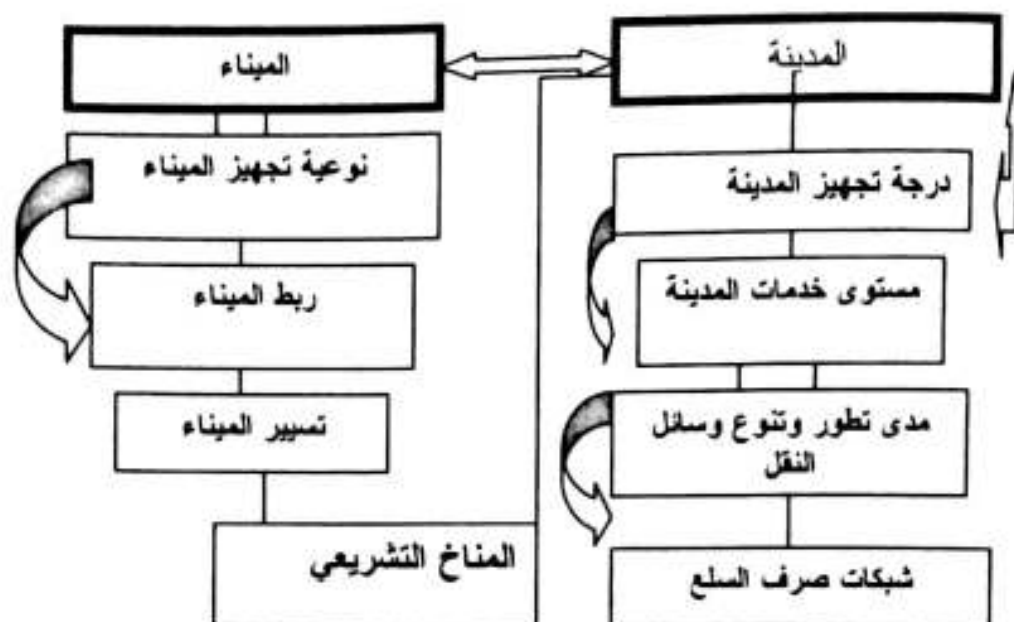 المدينة
الميناء
درجة تجهيز المدينة
نوعية تجهيز الميناء
مستوى خدمات المدينة
ربط الميناء
مدى تطور وتنوع وسائل
النقل
تسيير الميناء
شبكات صرف السلع
المناخ التشريعي